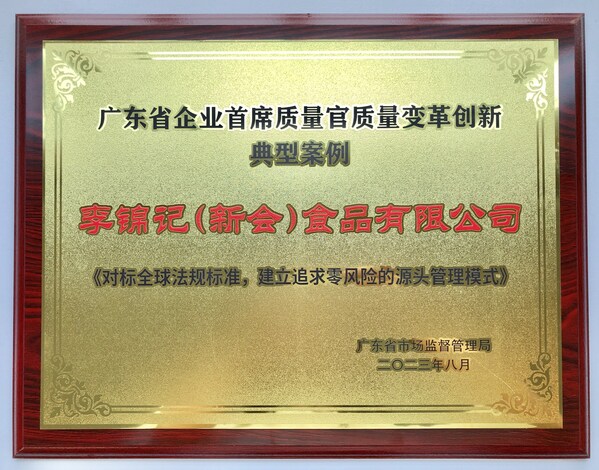 广东省企业首席质量官质量变革创新
典型案例
李锦记(新会)食品有限公司
《对标全球法规标准，建立追求零风险的源头管理模式》
广东省市场监督管理局
二〇二三年八月